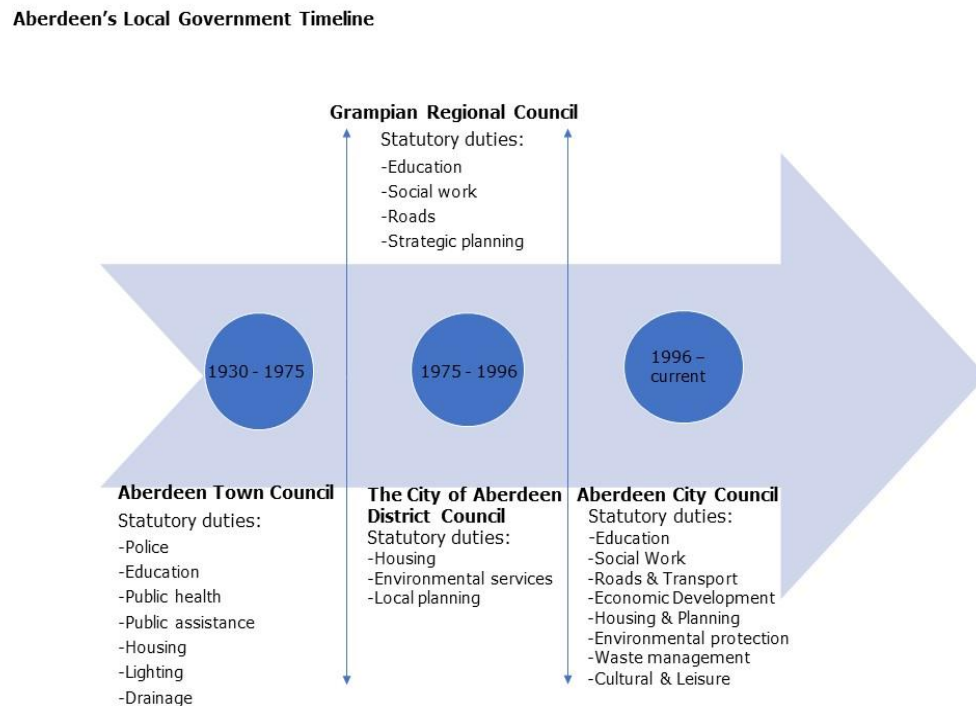 Aberdeen's Local Government Timeline
Grampian Regional Council
Statutory duties:
-Education
-Social work
-Roads
-Strategic planning
1930 - 1975
1975 - 1996
1996 –
current
Aberdeen Town Council
Statutory duties:
-Police
-Education
-Public health
-Public assistance
-Housing
-Lighting
-Drainage
The City of Aberdeen
District Council
Statutory duties:
-Housing
-Environmental services
-Local planning
Aberdeen City Council
Statutory duties:
-Education
-Social Work
-Roads & Transport
-Economic Development
-Housing & Planning
-Environmental protection
-Waste management
-Cultural & Leisure